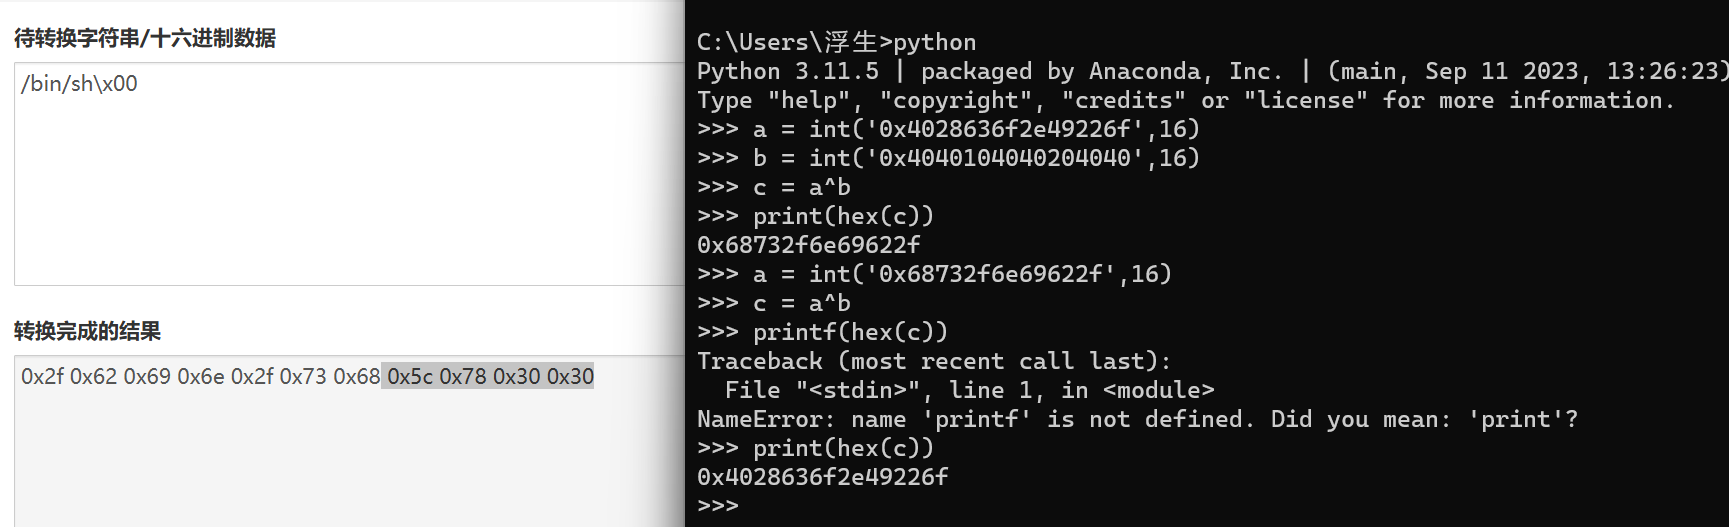 待转换字符串/十六进制数据
/bin/sh\x00
转换完成的结果
0x2f 0x62 0x69 0x6e 0x2f 0x73 0x68 0x5c 0x78 0x30 0x30
C:\Users\浮生>python
Python 3.11.5 | packaged by Anaconda, Inc. | (main, Sep 11 2023, 13:26:23)
Type "help", "copyright", "credits" or "license" for more information.
>>> a = int('0x4028636f2e49226f',16)
>>> b = int('0x4040104040204040',16)
>>> c = a^b
>>> print(hex(c))
0x68732f6e69622f
>>> a = int('0x68732f6e69622f',16)
>>> c = a^b
>>> printf(hex(c))
Traceback (most recent call last):
  File "<stdin>", line 1, in <module>
NameError: name 'printf' is not defined. Did you mean: 'print'?
>>> print(hex(c))
0x4028636f2e49226f
>>>